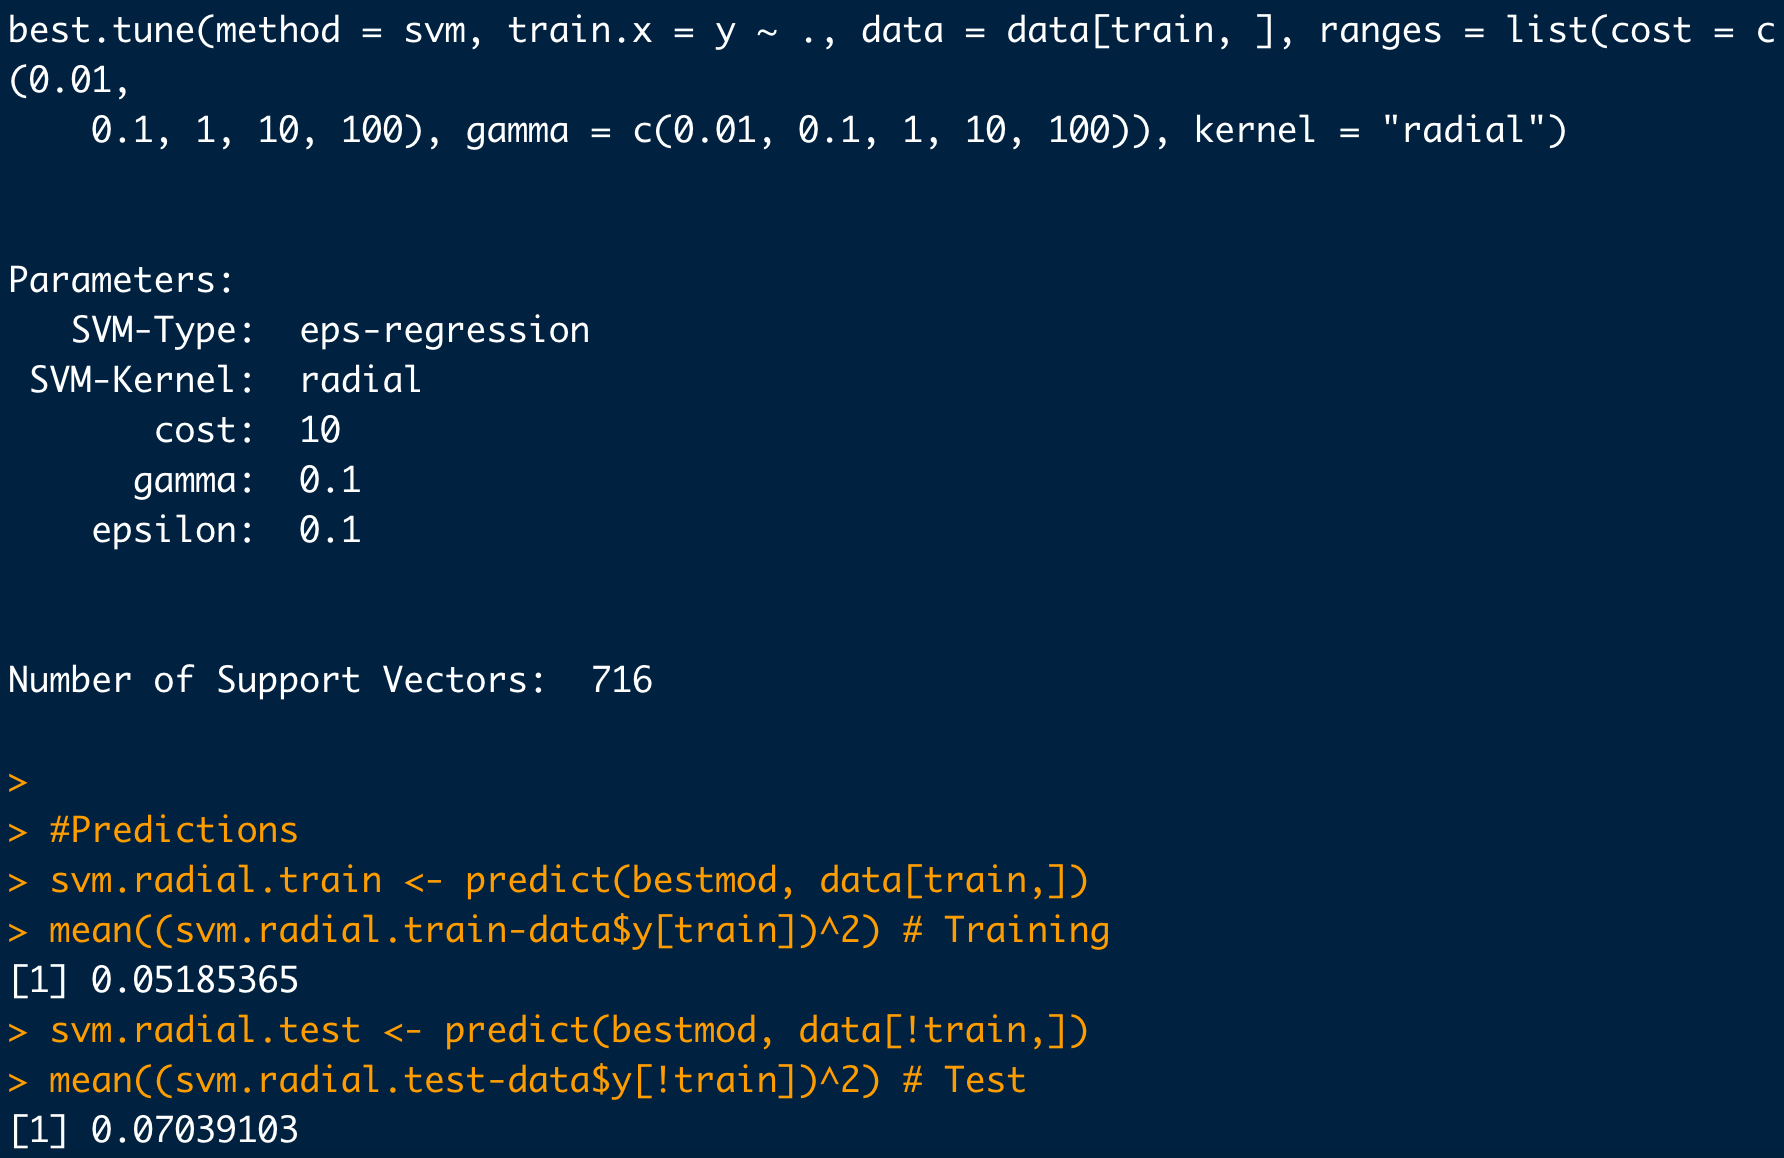 best.tune(method = svm, train.x = y ~ ., data = data[train, ], ranges = list(cost = c
(0.01,
    0.1, 1, 10, 100), gamma = c(0.01, 0.1, 1, 10, 100)), kernel = "radial")
Parameters:
   SVM-Type:  eps-regression
 SVM-Kernel:  radial
       cost:  10
      gamma:  0.1
    epsilon:  0.1
Number of Support Vectors:  716
>
> #Predictions
> svm.radial.train <- predict(bestmod, data[train,])
> mean((svm.radial.train-data$y[train])^2) # Training
[1] 0.05185365
> svm.radial.test <- predict(bestmod, data[!train,])
> mean((svm.radial.test-data$y[!train])^2) # Test
[1] 0.07039103